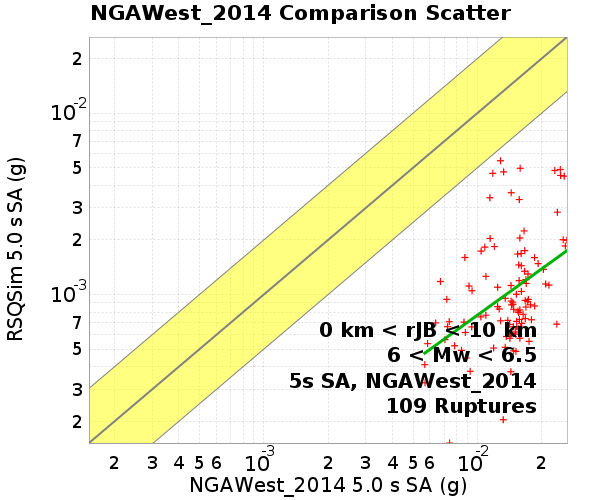 NGAWest_2014 Comparison Scatter
RSQSim 5.0 s SA (g)
2
10-2
7
5
3
2
10-3
7
5
3
2
0 km < rJB < 10 km
6 < Mw < 6.5
5s SA, NGAWest_2014
109 Ruptures
2 3 4 5 6 10-3 2 3 4 5 6 10-2 2
NGAWest_2014 5.0 s SA (g)